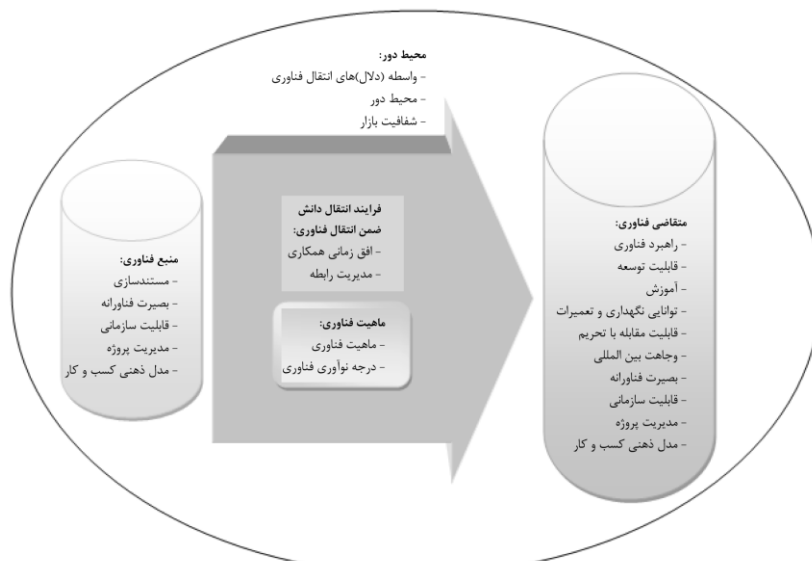 محیط دور:
- واسطه (دلال)های انتقال فناوری
- محیط دور
- شفافیت بازار
متقاضی فناوری:
- راهبرد فناوری
- قابلیت توسعه
- آموزش
- توانایی نگهداری و تعمیرات
- قابلیت مقابله با تحریم
- وجاهت بین المللی
- بصیرت فناورانه
- قابلیت سازمانی
- مدیریت پروژه
- مدل ذهنی کسب و کار
فرایند انتقال دانش
ضمن انتقال فناوری:
- افق زمانی همکاری
- مدیریت رابطه
ماهیت فناوری:
- ماهیت فناوری
- درجه نوآوری فناوری
منبع فناوری:
- مستندسازی
- بصیرت فناورانه
- قابلیت سازمانی
- مدیریت پروژه
- مدل ذهنی کسب و کار